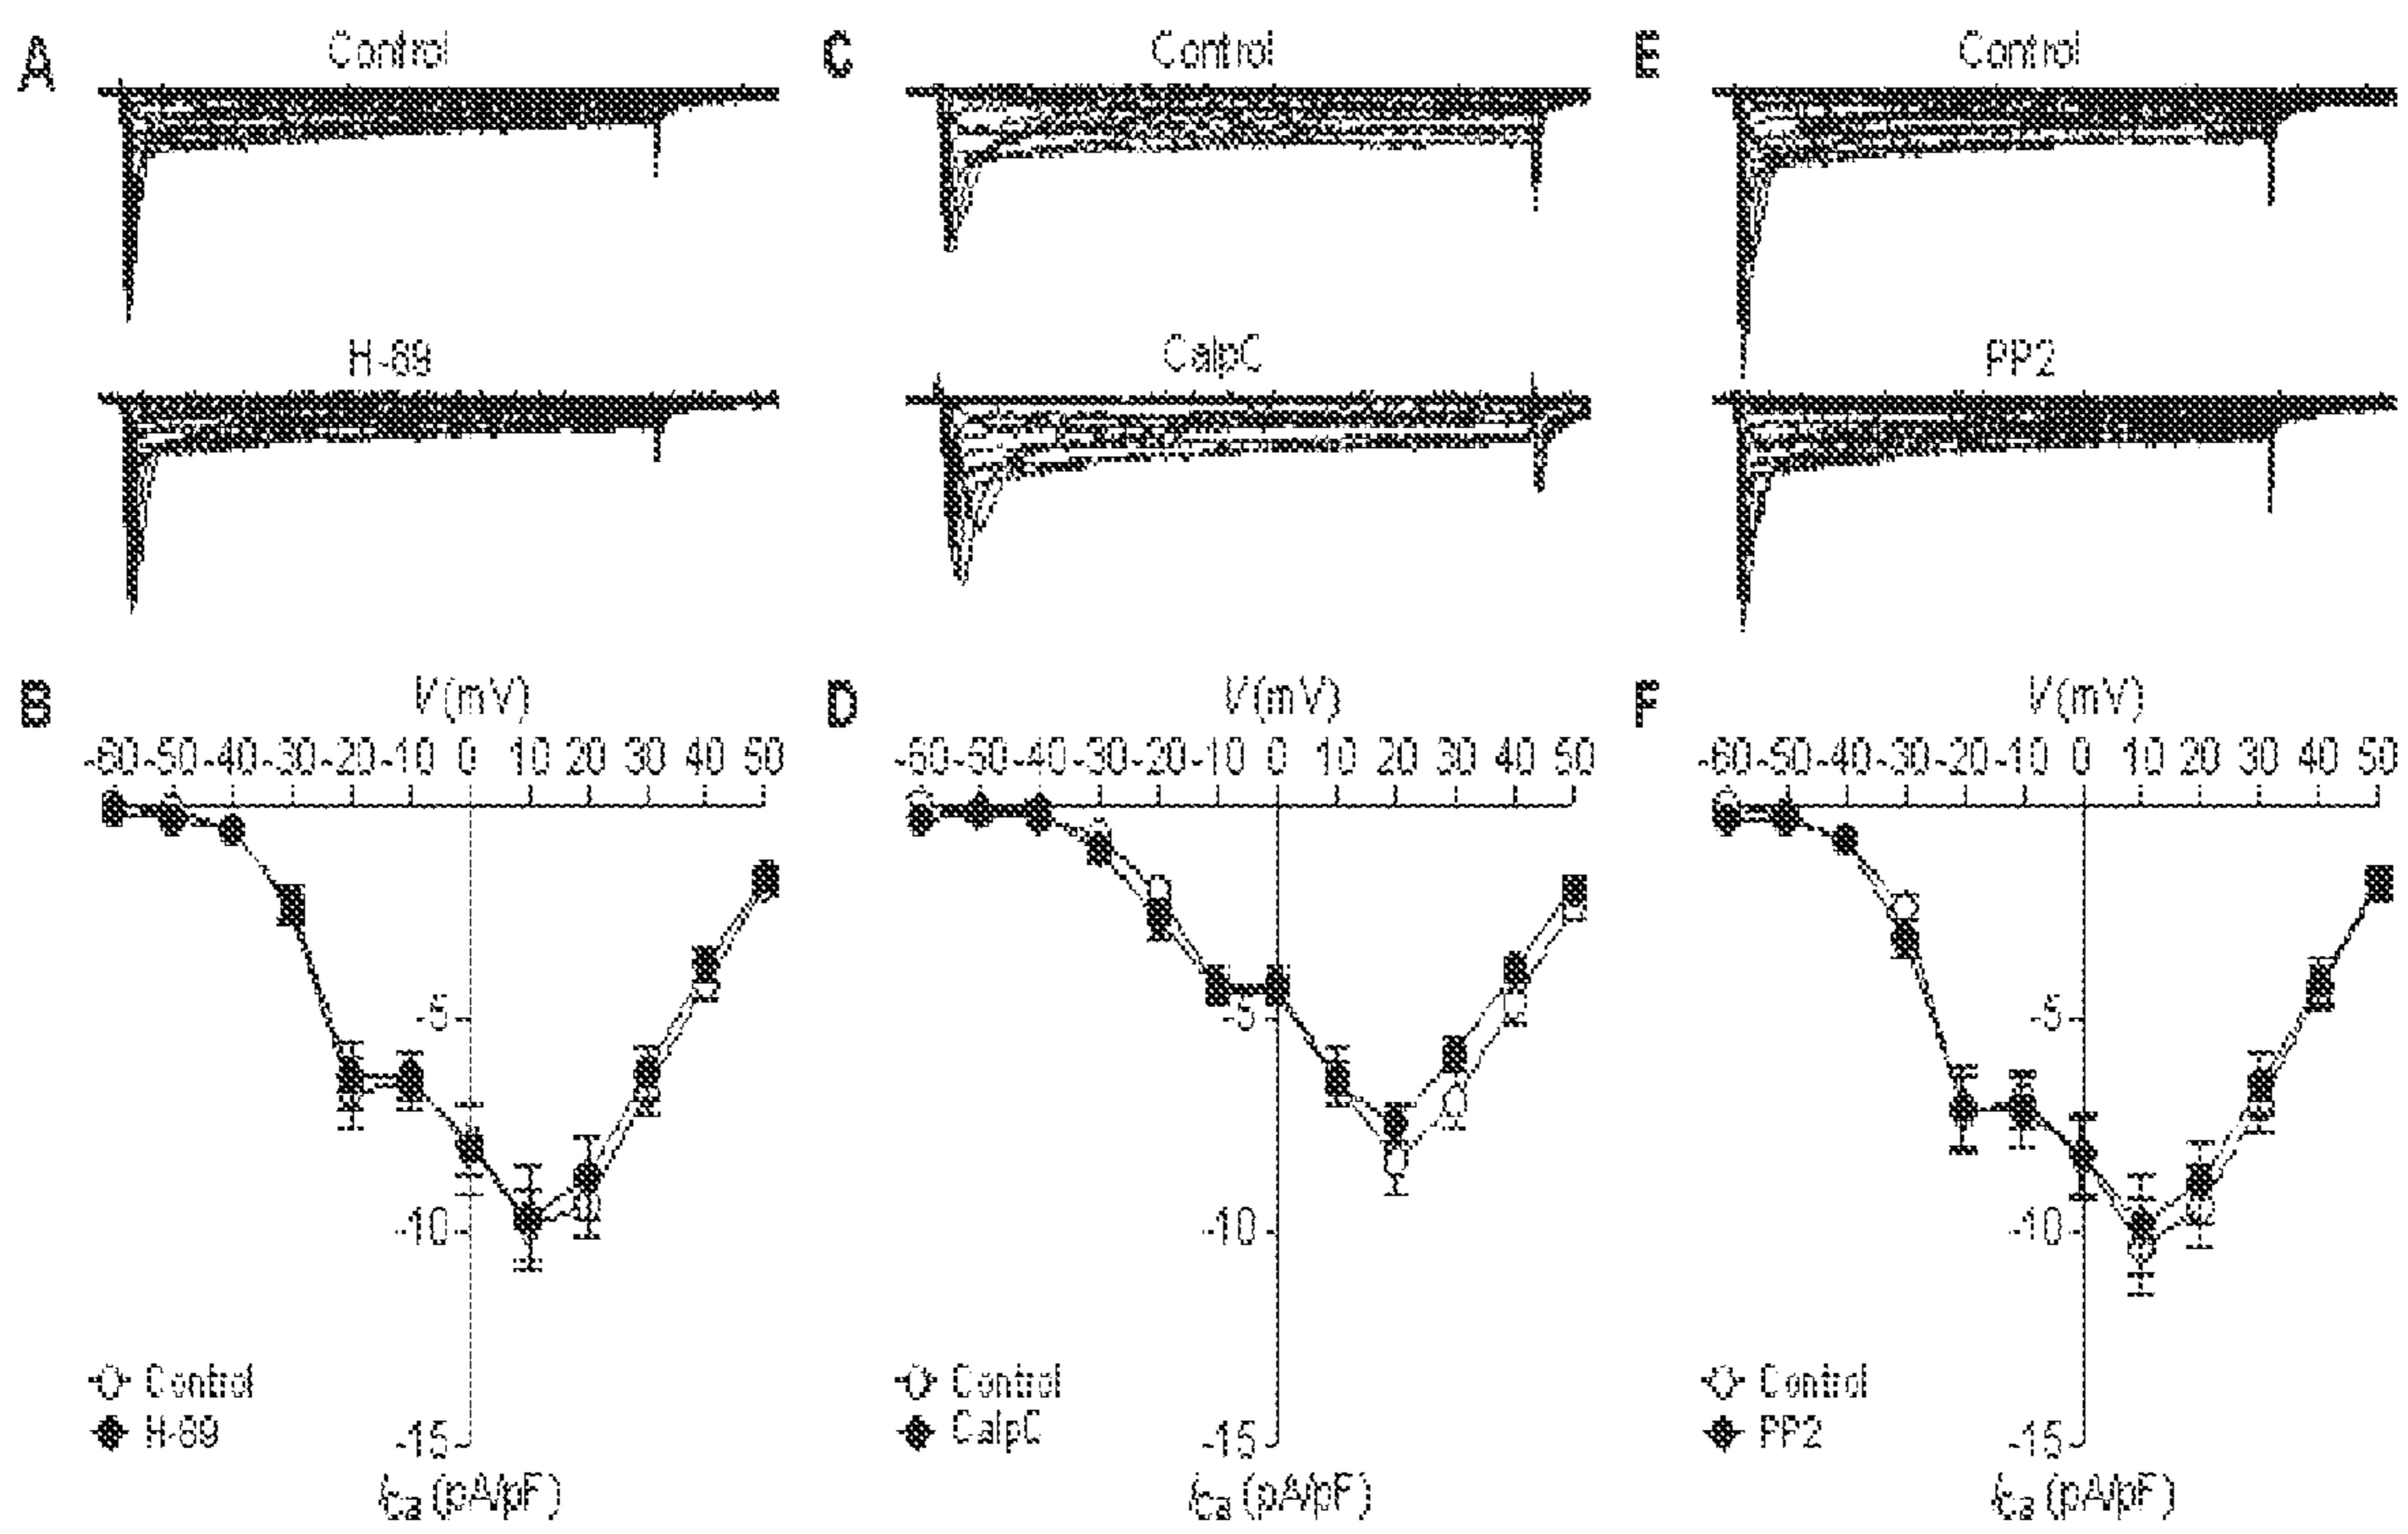 A Control C Control E Control
H-89 CalpC PP2
B V (mV) D V (mV) F V (mV)
-60 -50 -40 -30 -20 -10 0 10 20 30 40 50
-60 -50 -40 -30 -20 -10 0 10 20 30 40 50
-60 -50 -40 -30 -20 -10 0 10 20 30 40 50
-5 -5 -5
-10 -10 -10
Control Control Control
H-89 CalpC PP2
-15 -15 -15
ICa (pA/pF) ICa (pA/pF) ICa (pA/pF)